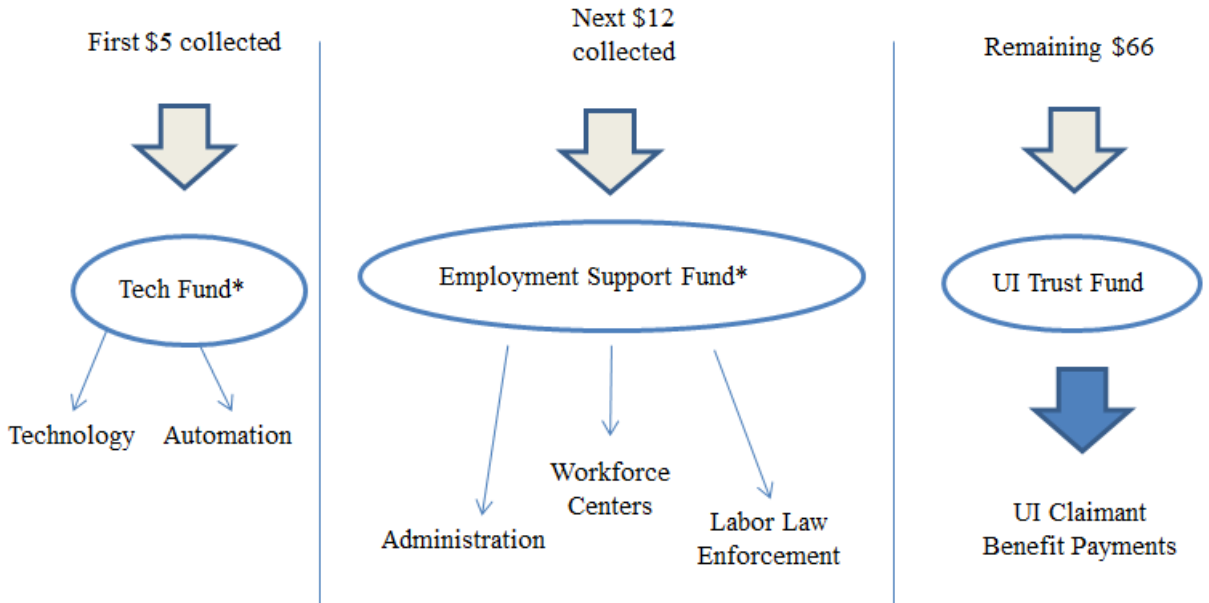 First $5 collected
Next $12
collected
Remaining $66
Tech Fund*
Employment Support Fund*
UI Trust Fund
Technology
Automation
Administration
Workforce
Centers
Labor Law
Enforcement
UI Claimant
Benefit Payments